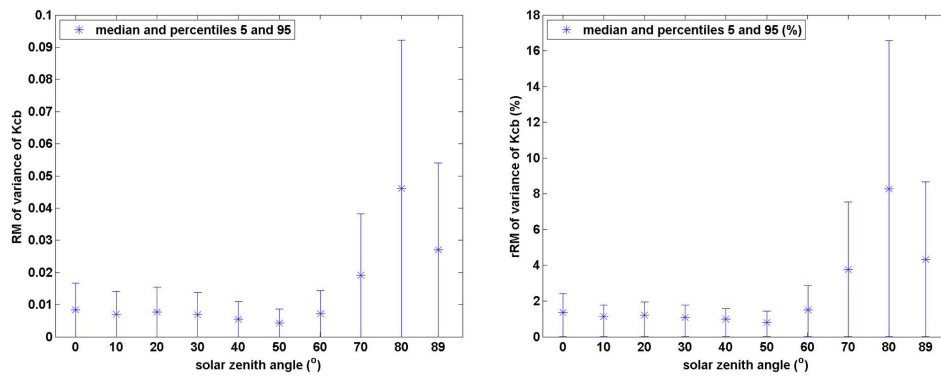 median and percentiles 5 and 95
0.1
0.09
0.08
0.07
0.06
0.05
0.04
0.03
0.02
0.01
0
RM of variance of Kcb
0 10 20 30 40 50 60 70 80 89
solar zenith angle (o)
median and percentiles 5 and 95 (%)
18
16
14
12
10
8
6
4
2
0
rRM of variance of Kcb (%)
0 10 20 30 40 50 60 70 80 89
solar zenith angle (o)